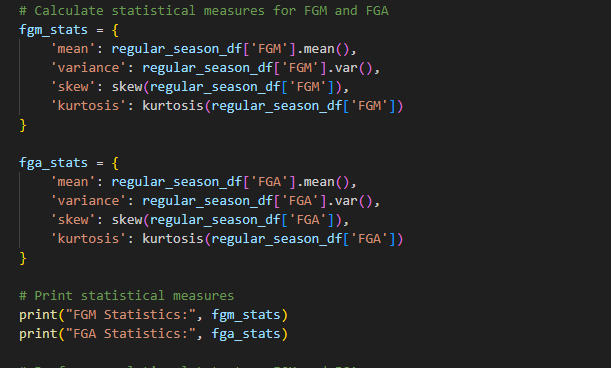 # Calculate statistical measures for FGM and FGA
fgm_stats = {
    'mean': regular_season_df['FGM'].mean(),
    'variance': regular_season_df['FGM'].var(),
    'skew': skew(regular_season_df['FGM']),
    'kurtosis': kurtosis(regular_season_df['FGM'])
}

fga_stats = {
    'mean': regular_season_df['FGA'].mean(),
    'variance': regular_season_df['FGA'].var(),
    'skew': skew(regular_season_df['FGA']),
    'kurtosis': kurtosis(regular_season_df['FGA'])
}

# Print statistical measures
print("FGM Statistics:", fgm_stats)
print("FGA Statistics:", fga_stats)